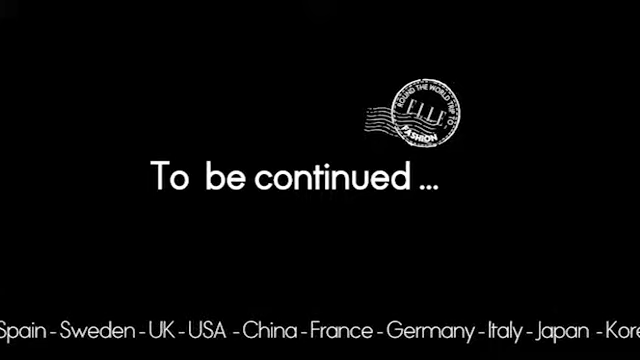 ROUND THE WORLD TRIP TO
ELLE
FASHION
To be continued ...
Spain - Sweden - UK - USA - China - France - Germany - Italy - Japan - Kore